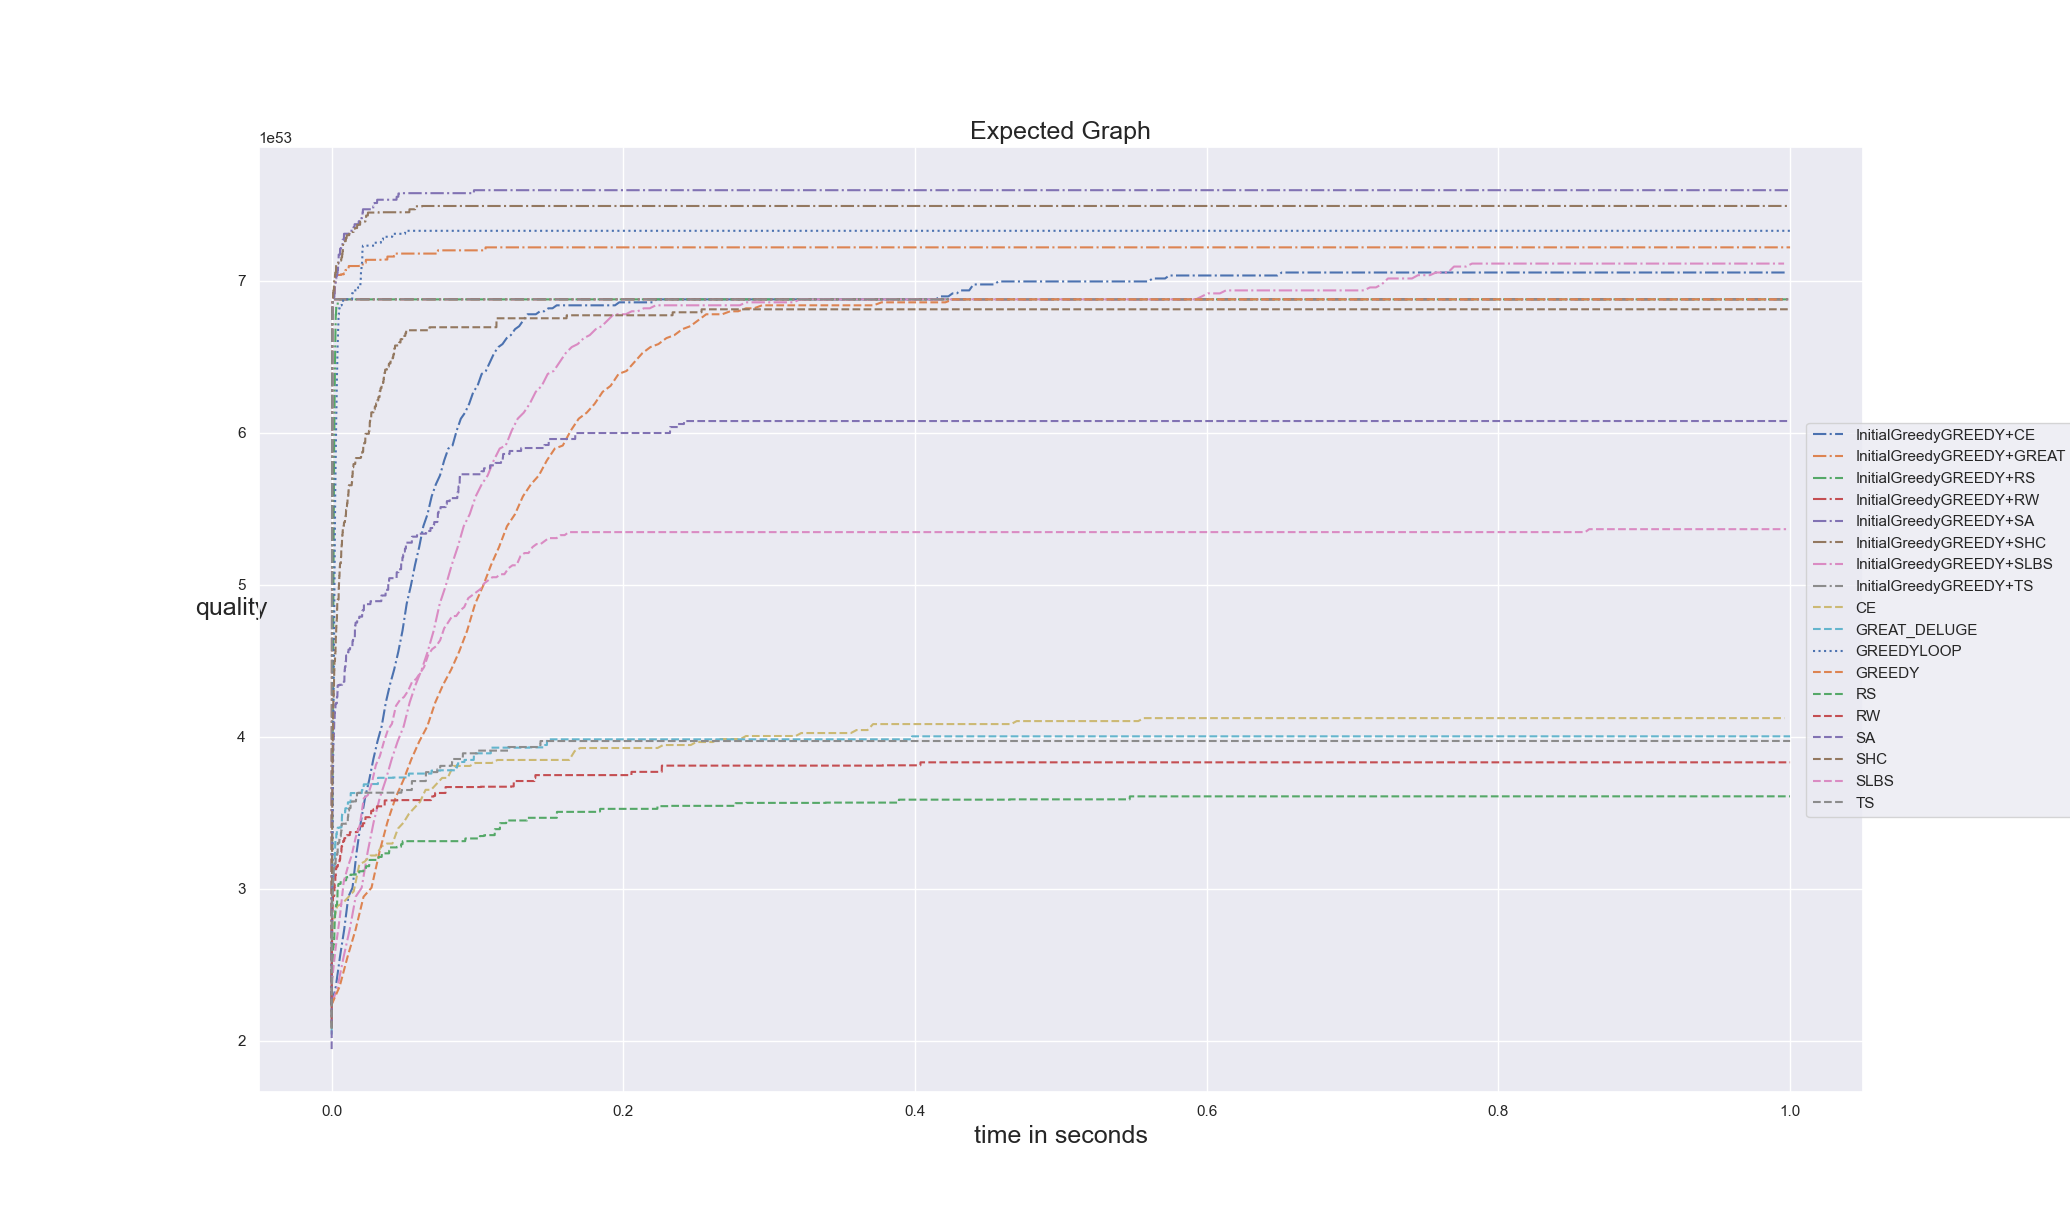 Expected Graph
1e53
7
6
5
4
3
2
quality
0.0 0.2 0.4 0.6 0.8 1.0
time in seconds
InitialGreedyGREEDY+CE
InitialGreedyGREEDY+GREAT
InitialGreedyGREEDY+RS
InitialGreedyGREEDY+RW
InitialGreedyGREEDY+SA
InitialGreedyGREEDY+SHC
InitialGreedyGREEDY+SLBS
InitialGreedyGREEDY+TS
CE
GREAT_DELUGE
GREEDYLOOP
GREEDY
RS
RW
SA
SHC
SLBS
TS